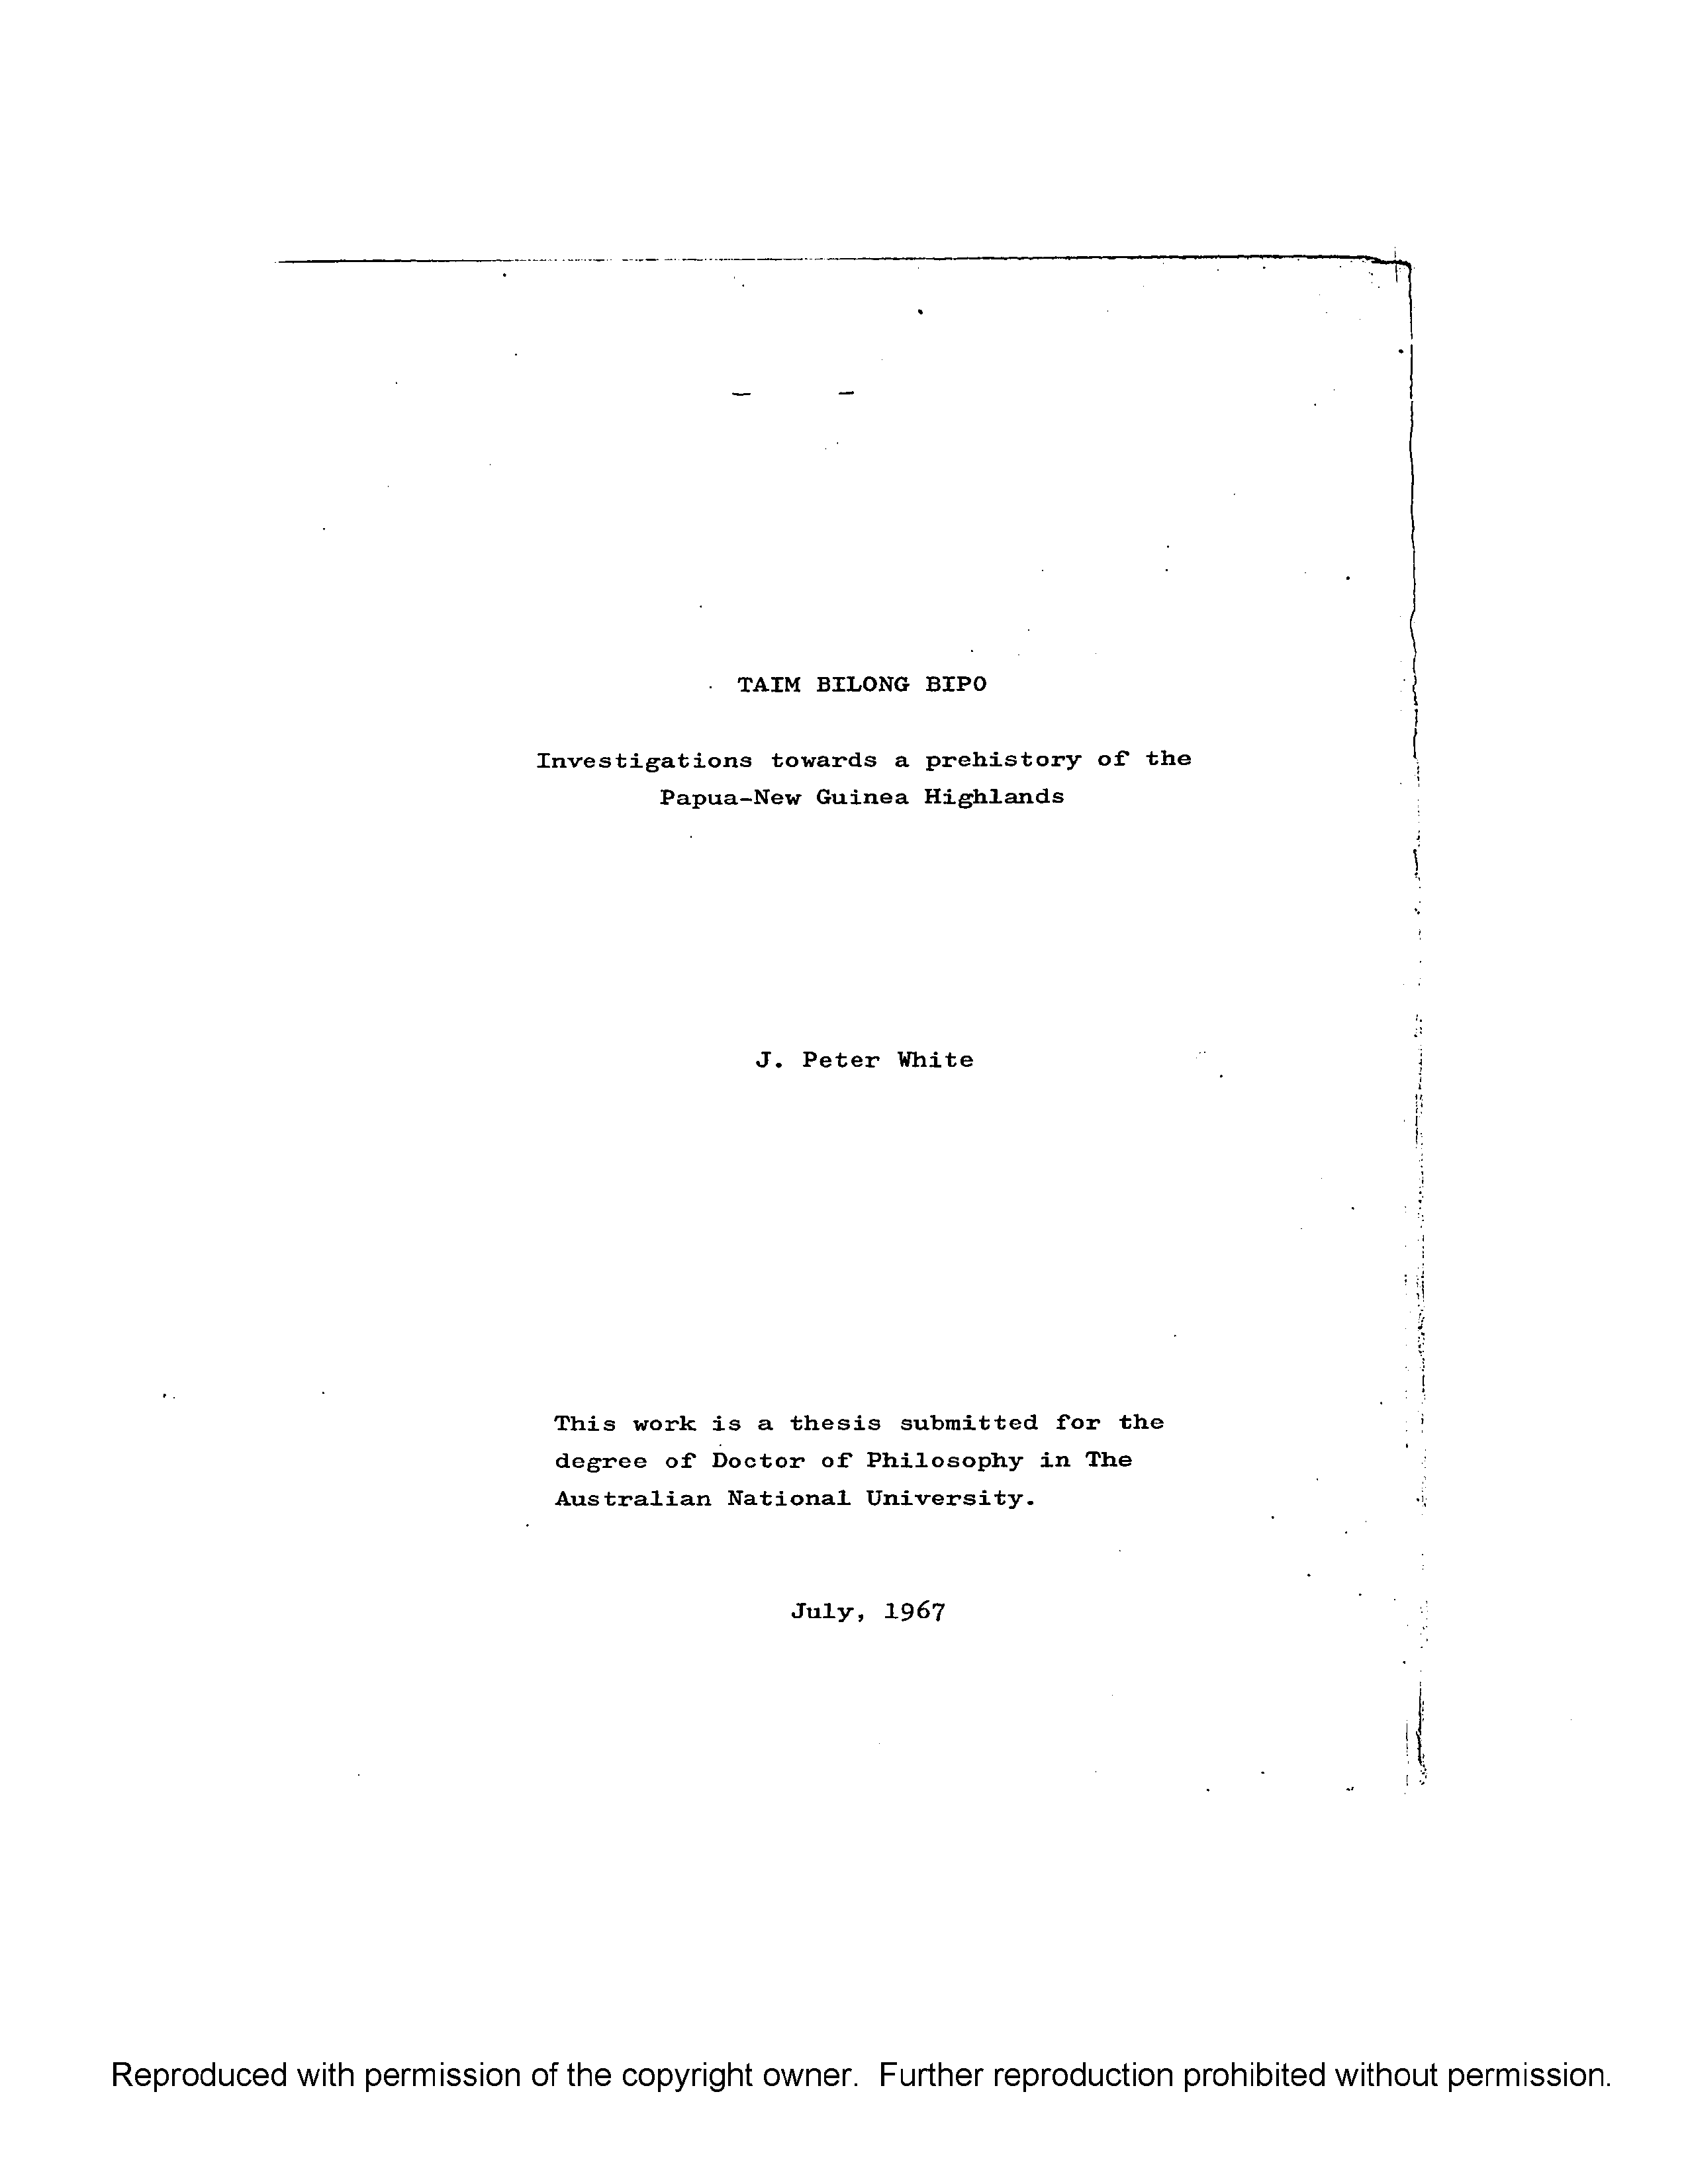 TAIM BILONG BIPO
Investigations towards a prehistory of the
Papua-New Guinea Highlands
J. Peter White
This work is a thesis submitted for the
degree of Doctor of Philosophy in The
Australian National University.
July, 1967
Reproduced with permission of the copyright owner.  Further reproduction prohibited without permission.